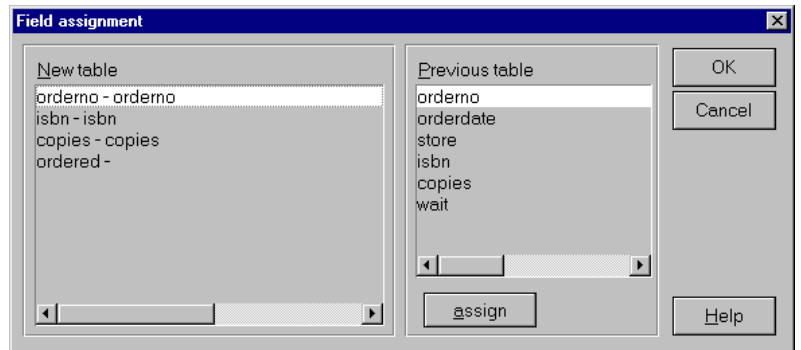 Field assignment
New table
orderno - orderno
isbn - isbn
copies - copies
ordered -
Previous table
orderno
orderdate
store
isbn
copies
wait
assign
OK
Cancel
Help